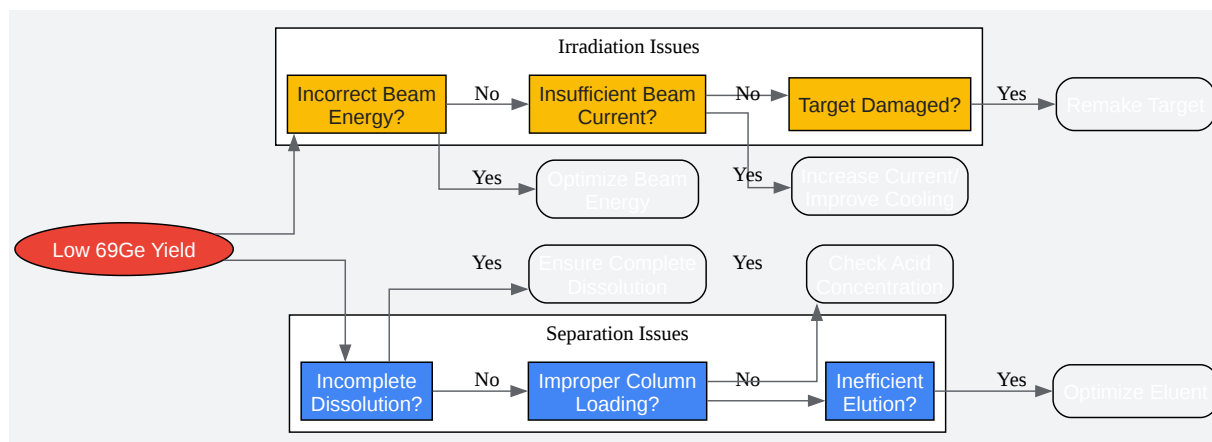 Irradiation Issues
Incorrect Beam
Energy?
No
Insufficient Beam
Current?
No
Target Damaged?
Yes
Remake Target
Yes
Optimize Beam
Energy
Yes
Increase Current/
Improve Cooling
Low 69Ge Yield
Yes
Ensure Complete
Dissolution
Yes
Check Acid
Concentration
Separation Issues
Incomplete
Dissolution?
No
Improper Column
Loading?
No
Inefficient
Elution?
Yes
Optimize Eluent